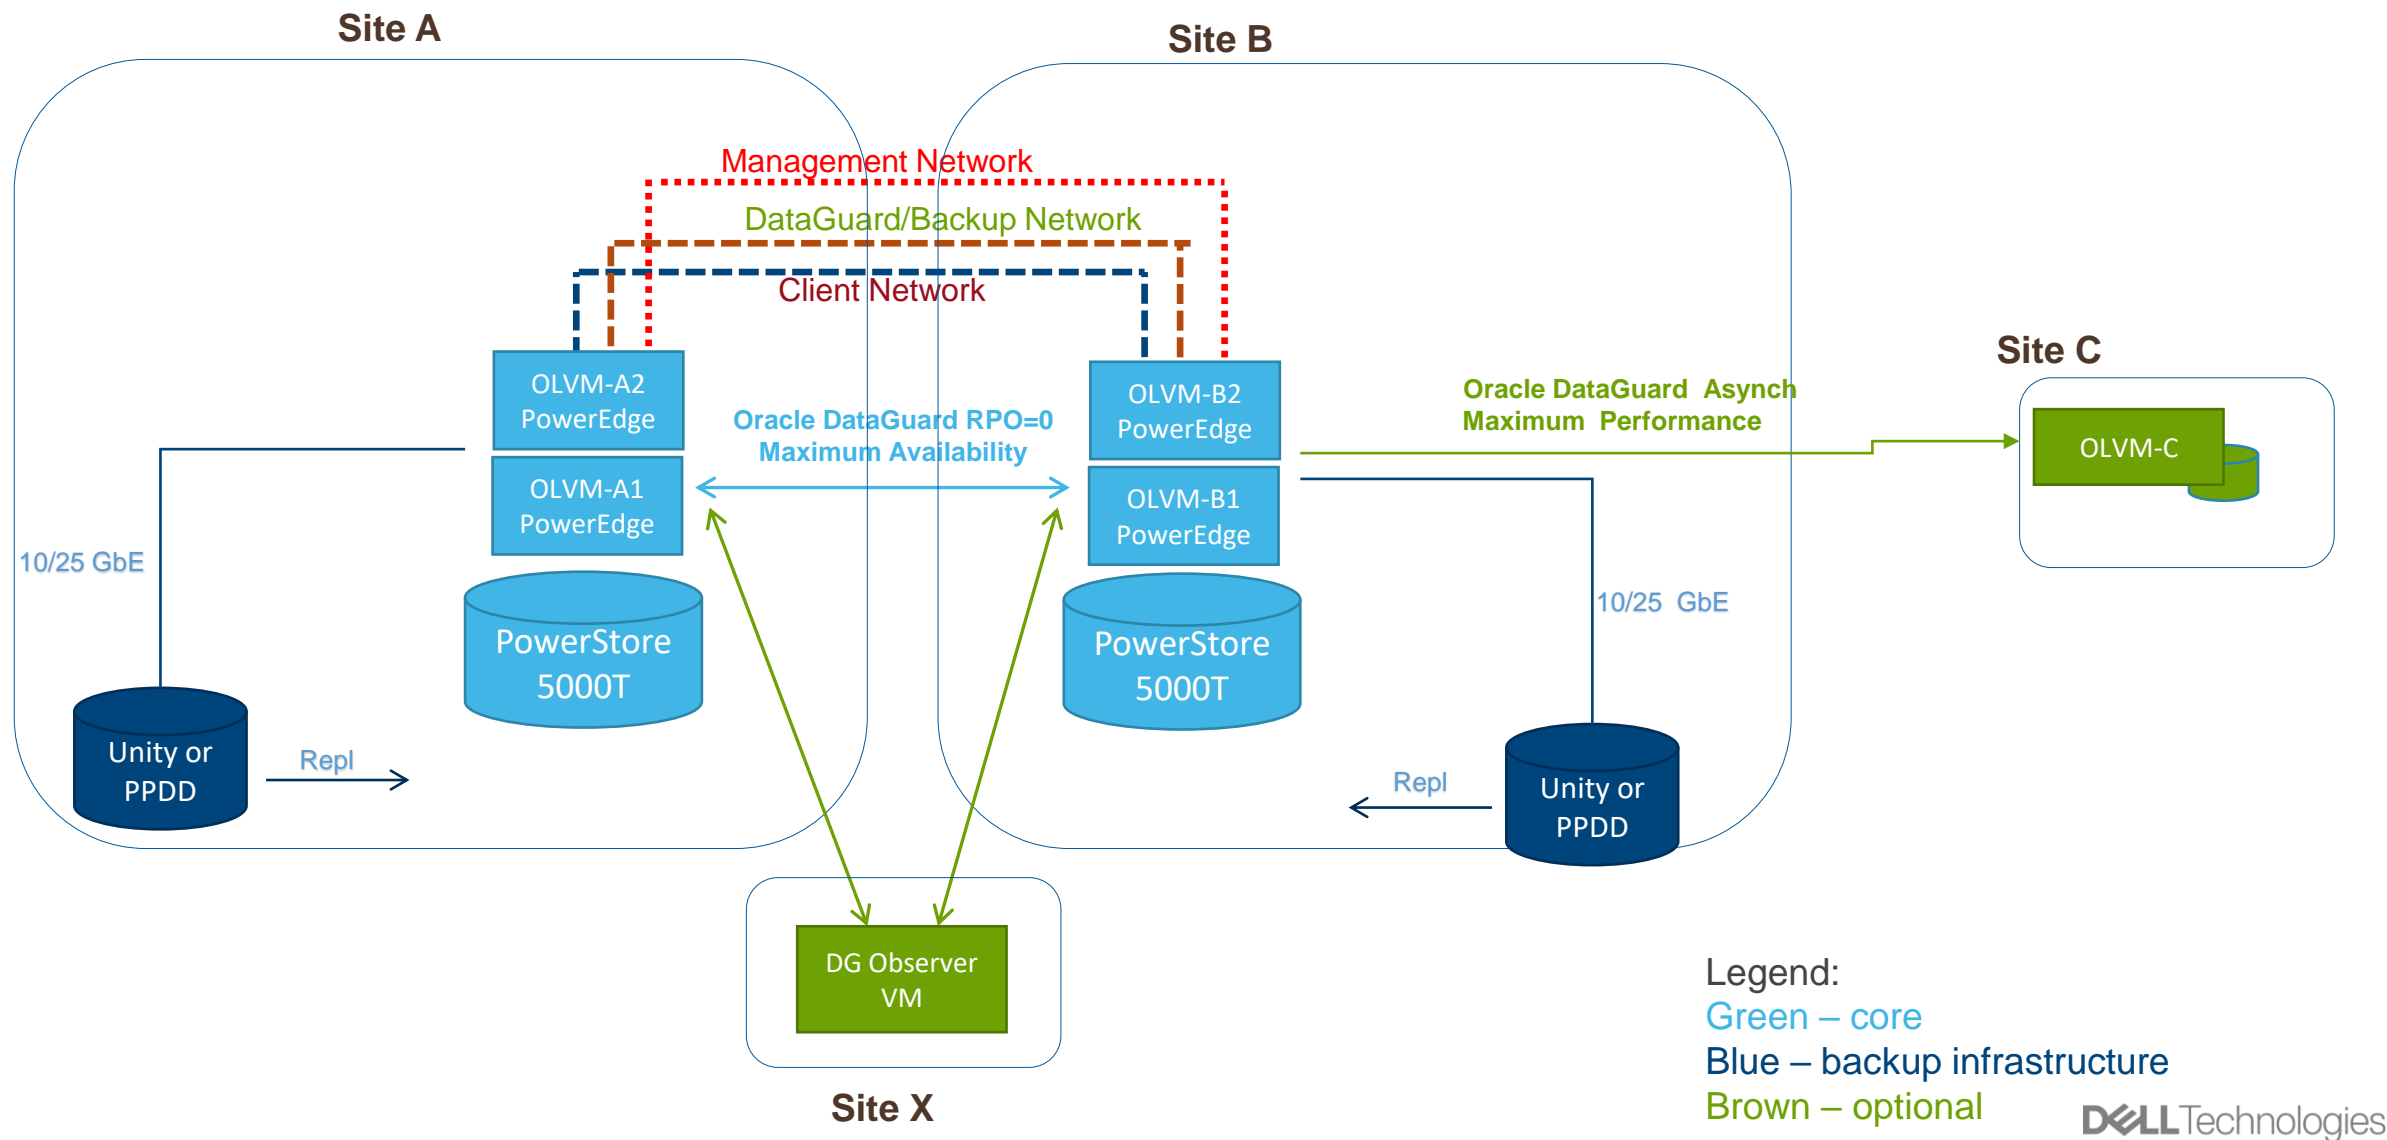 Site A
Site B
Management Network
DataGuard/Backup Network
Client Network
Site C
OLVM-A2
PowerEdge
Oracle DataGuard RPO=0
Maximum Availability
OLVM-B2
PowerEdge
Oracle DataGuard Asynch
Maximum Performance
OLVM-C
OLVM-A1
PowerEdge
OLVM-B1
PowerEdge
10/25 GbE
10/25 GbE
PowerStore
5000T
PowerStore
5000T
Unity or
PPDD
Repl
Repl
Unity or
PPDD
DG Observer
VM
Site X
Legend:
Green – core
Blue – backup infrastructure
Brown – optional
DELL Technologies